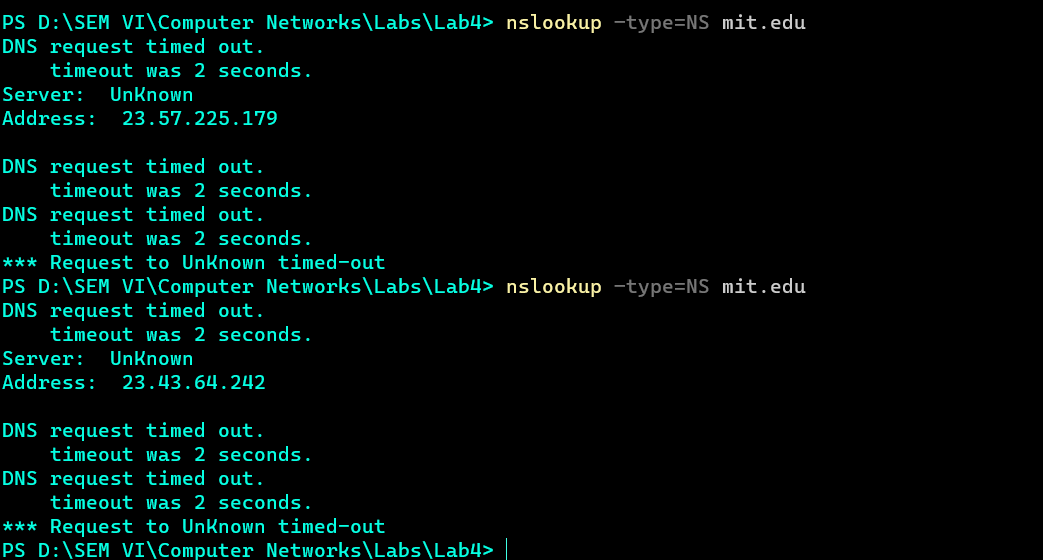 PS D:\SEM VI\Computer Networks\Labs\Lab4> nslookup -type=NS mit.edu
DNS request timed out.
    timeout was 2 seconds.
Server:  UnKnown
Address:  23.57.225.179

DNS request timed out.
    timeout was 2 seconds.
DNS request timed out.
    timeout was 2 seconds.
*** Request to UnKnown timed-out
PS D:\SEM VI\Computer Networks\Labs\Lab4> nslookup -type=NS mit.edu
DNS request timed out.
    timeout was 2 seconds.
Server:  UnKnown
Address:  23.43.64.242

DNS request timed out.
    timeout was 2 seconds.
DNS request timed out.
    timeout was 2 seconds.
*** Request to UnKnown timed-out
PS D:\SEM VI\Computer Networks\Labs\Lab4>